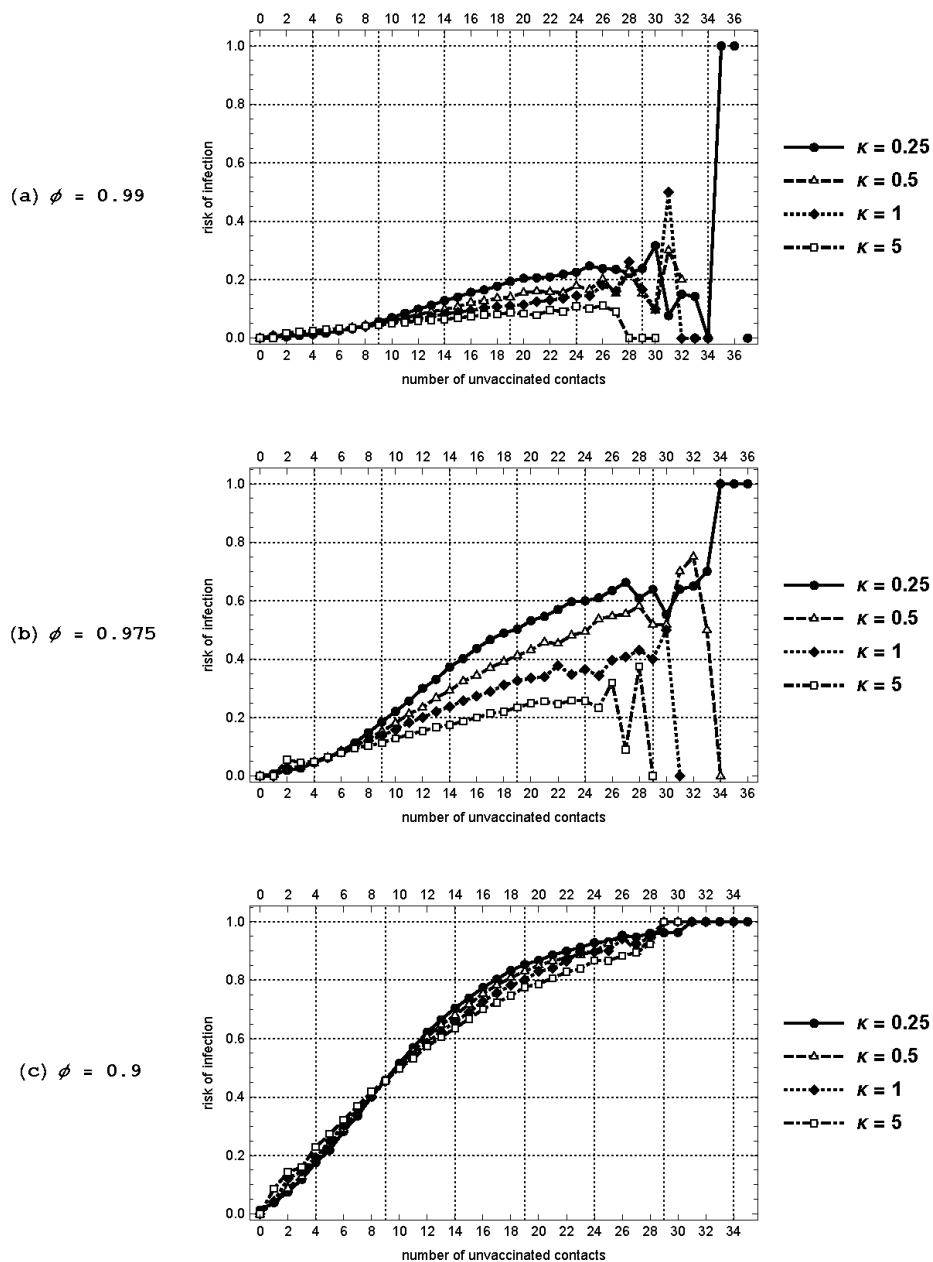 0 2 4 6 8 10 12 14 16 18 20 22 24 26 28 30 32 34 36
1.0
0.8
κ = 0.25
0.6
κ = 0.5
(a) ϕ = 0.99
risk of infection
0.4
κ = 1
κ = 5
0.2
0.0
0 2 4 6 8 10 12 14 16 18 20 22 24 26 28 30 32 34 36
number of unvaccinated contacts
0 2 4 6 8 10 12 14 16 18 20 22 24 26 28 30 32 34 36
1.0
0.8
κ = 0.25
0.6
κ = 0.5
(b) ϕ = 0.975
risk of infection
0.4
κ = 1
κ = 5
0.2
0.0
0 2 4 6 8 10 12 14 16 18 20 22 24 26 28 30 32 34 36
number of unvaccinated contacts
0 2 4 6 8 10 12 14 16 18 20 22 24 26 28 30 32 34
1.0
0.8
κ = 0.25
0.6
κ = 0.5
(c) ϕ = 0.9
risk of infection
0.4
κ = 1
κ = 5
0.2
0.0
0 2 4 6 8 10 12 14 16 18 20 22 24 26 28 30 32 34
number of unvaccinated contacts